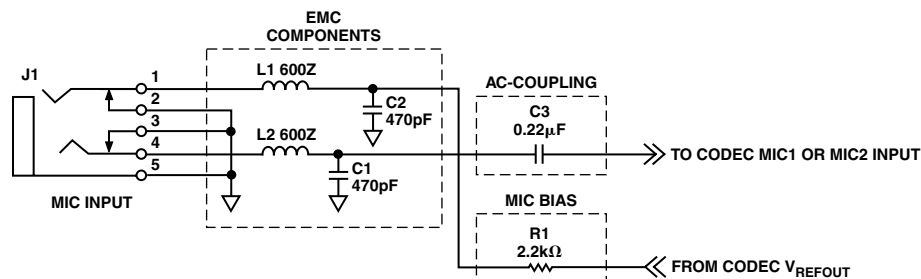 EMC
COMPONENTS
J1
1
L1 600Z
AC-COUPLING
2
C2
470pF
C3
0.22μF
3
L2 600Z
4
TO CODEC MIC1 OR MIC2 INPUT
C1
470pF
5
MIC INPUT
MIC BIAS
R1
2.2kΩ
FROM CODEC VREFOUT